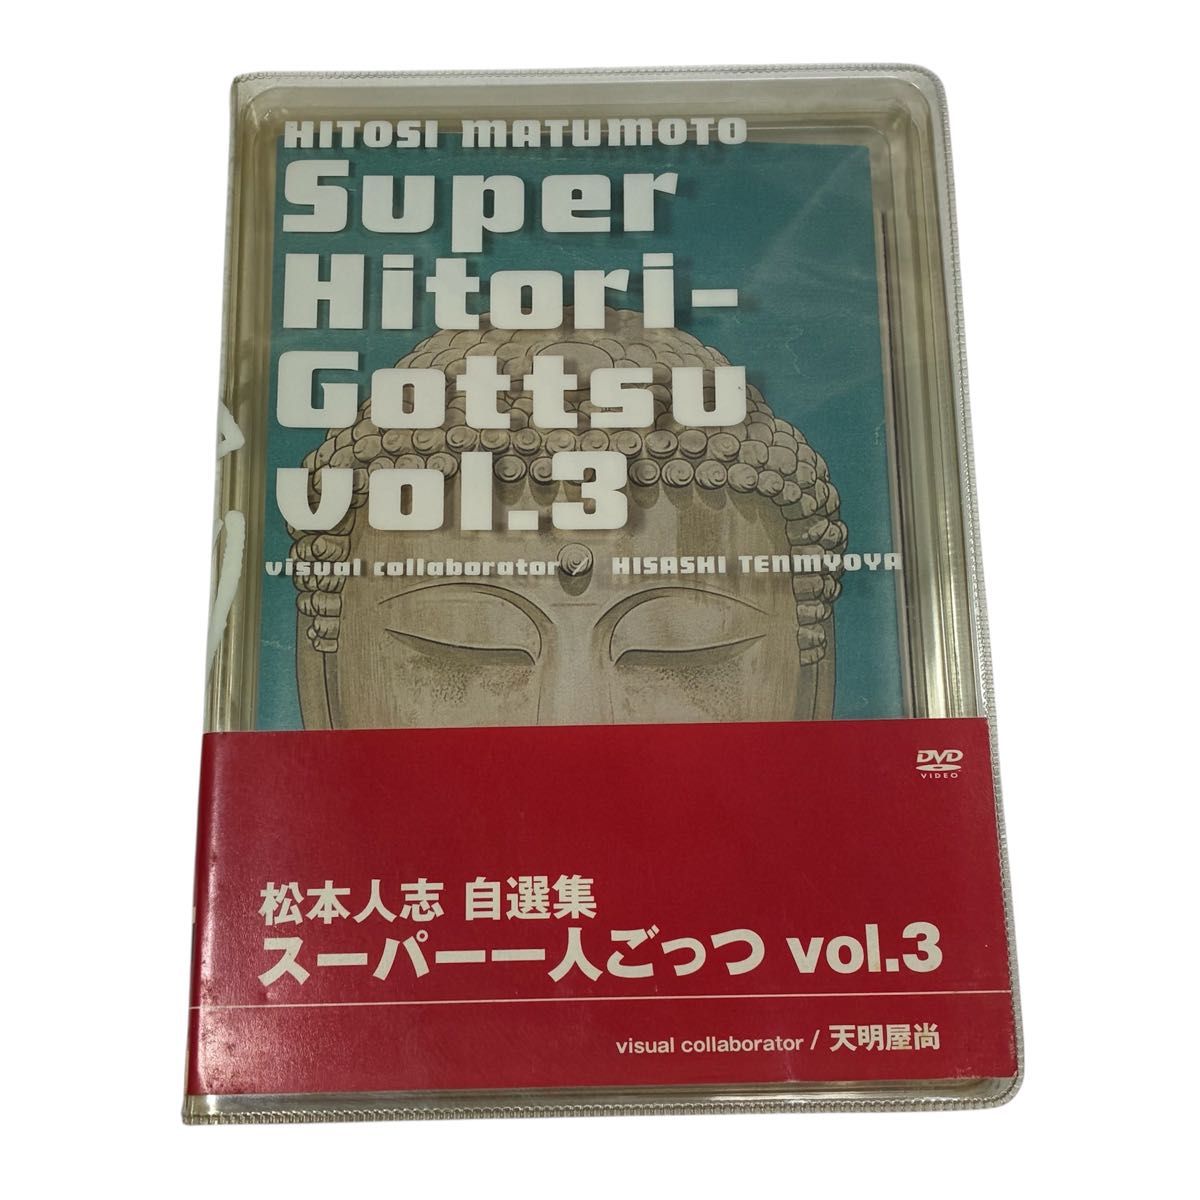 HITOSI MATUMOTO
Super
Hitori-
Gottsu
vol.3
visual collaborator / HISASHI TENMYOYA
DVD
VIDEO
松本人志 自選集
スーパー一人ごっつ vol.3
visual collaborator / 天明屋尚